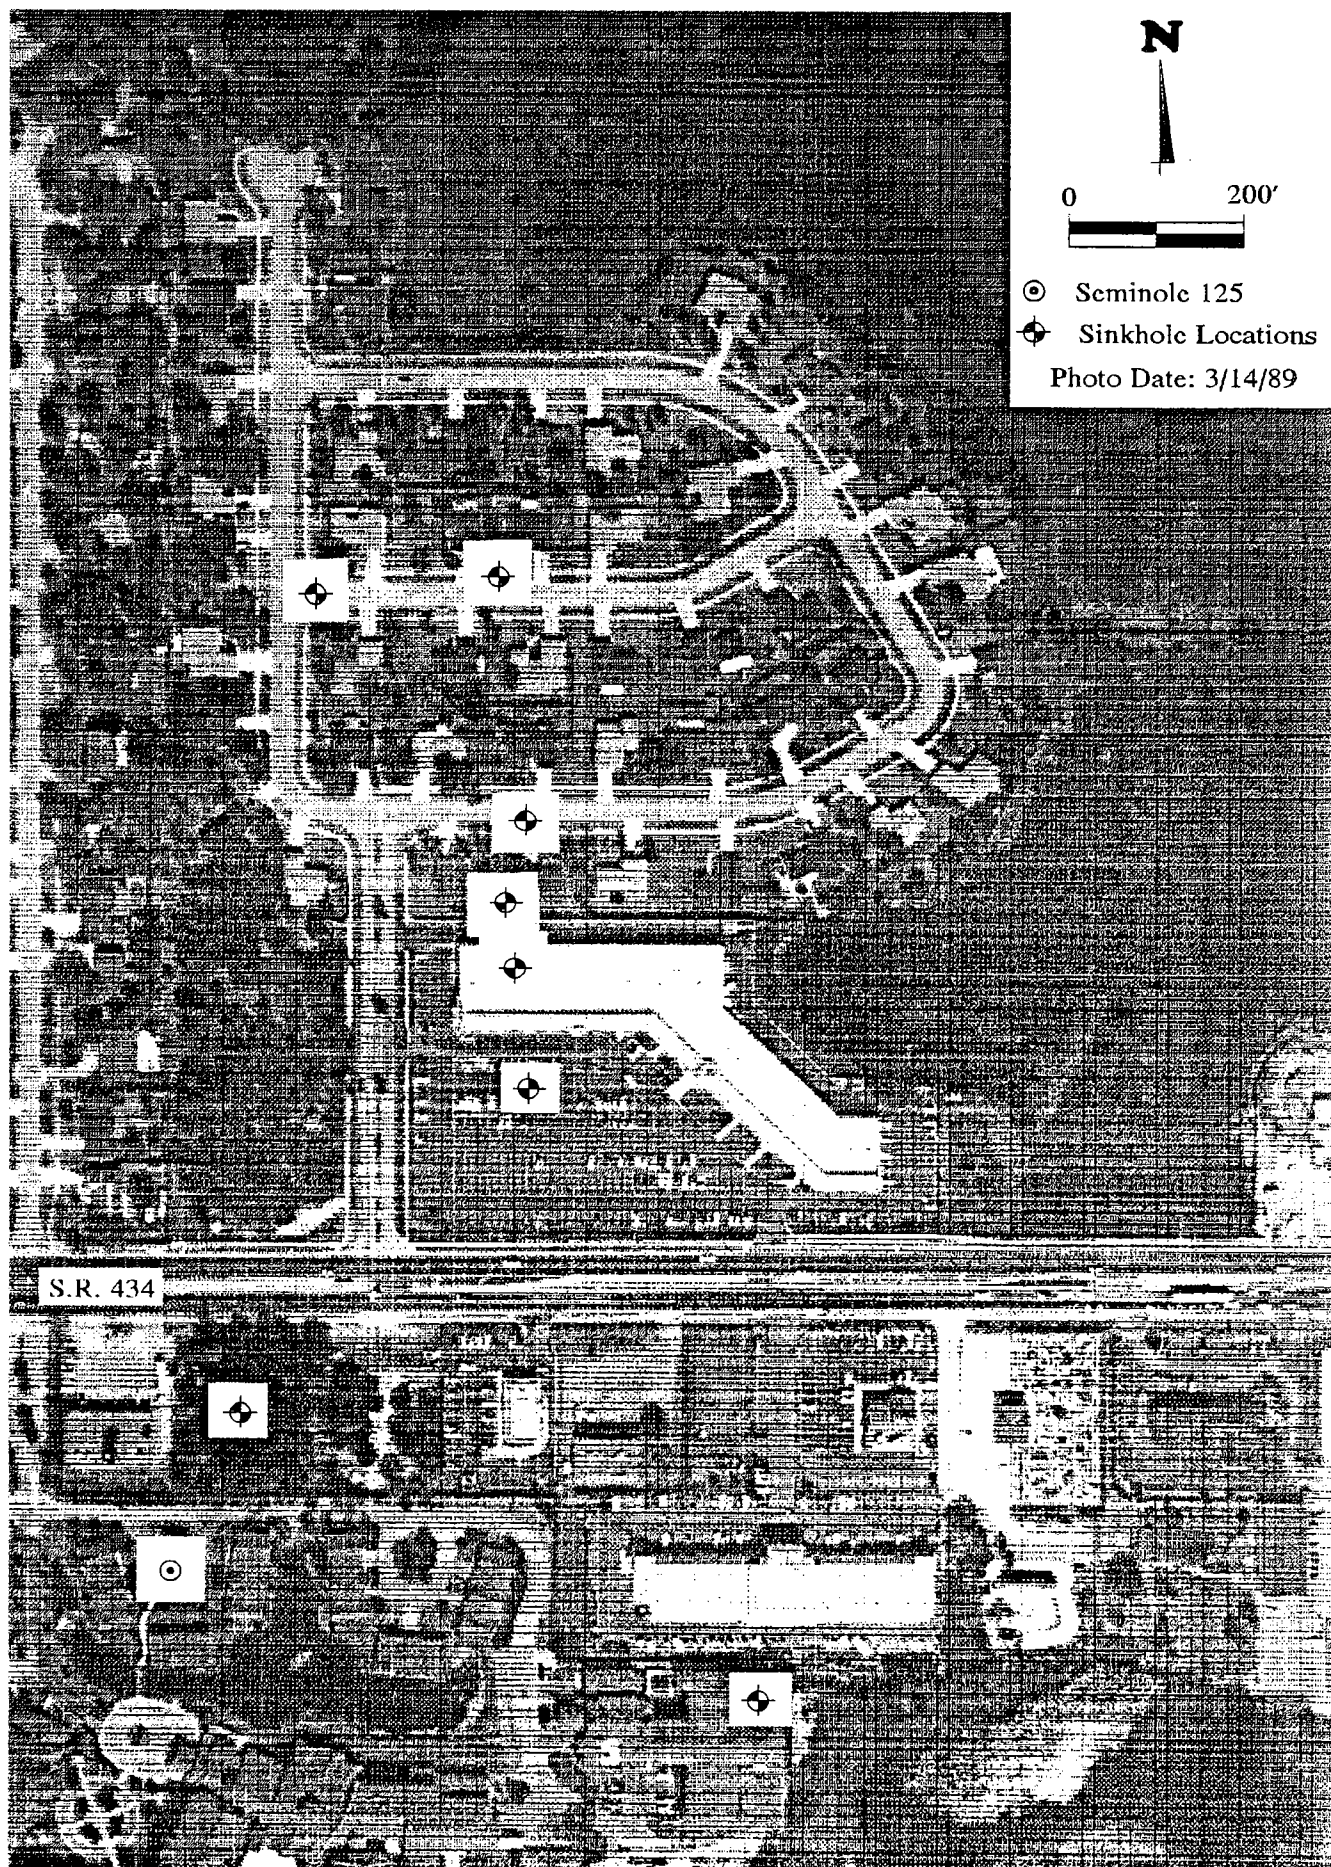 N
0 200'
Seminole 125
Sinkhole Locations
Photo Date: 3/14/89
S.R. 434